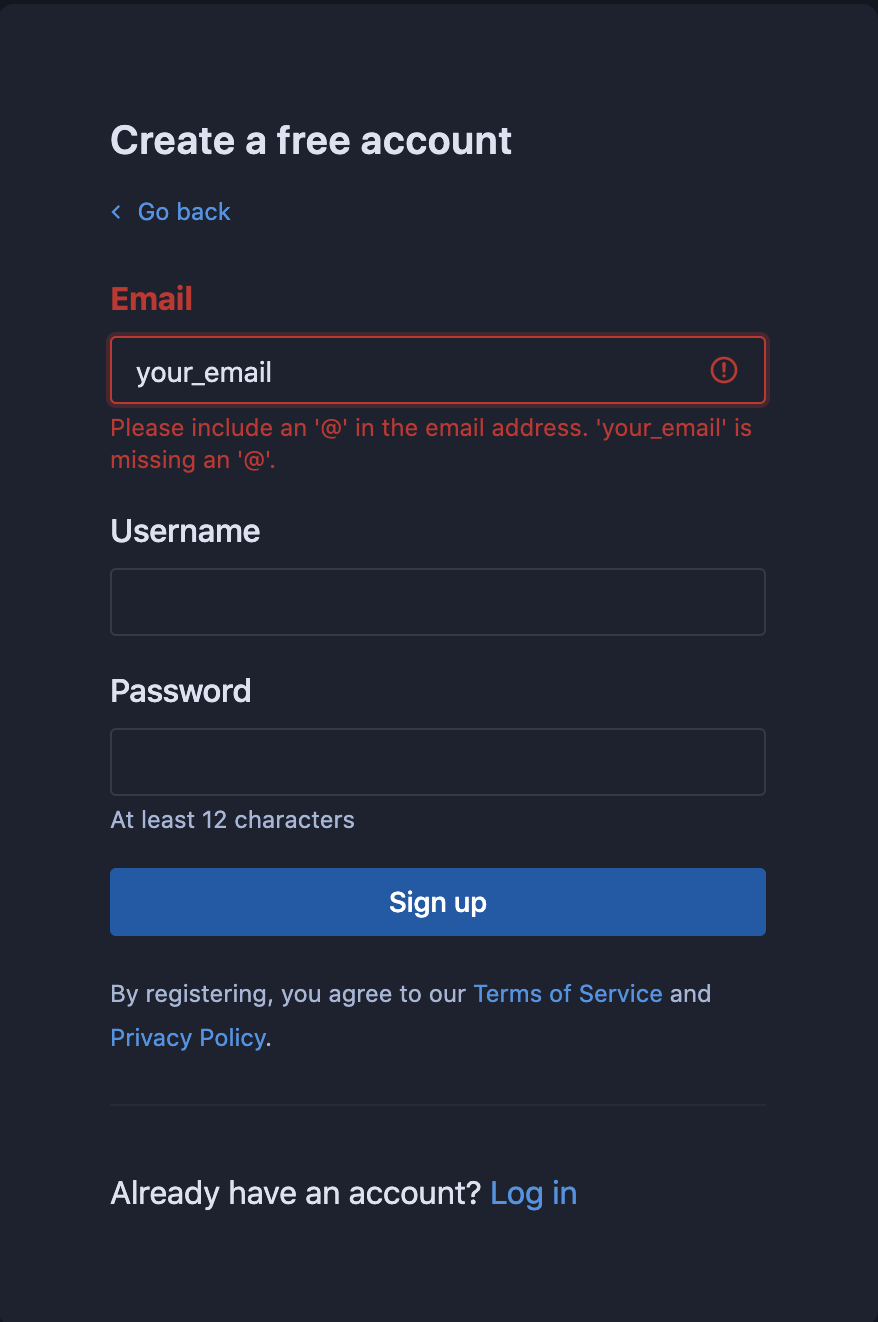 Create a free account
Go back
Email
your_email
Please include an '@' in the email address. 'your_email' is
missing an '@'.
Username
Password
At least 12 characters
Sign up
By registering, you agree to our Terms of Service and
Privacy Policy.
Already have an account? Log in